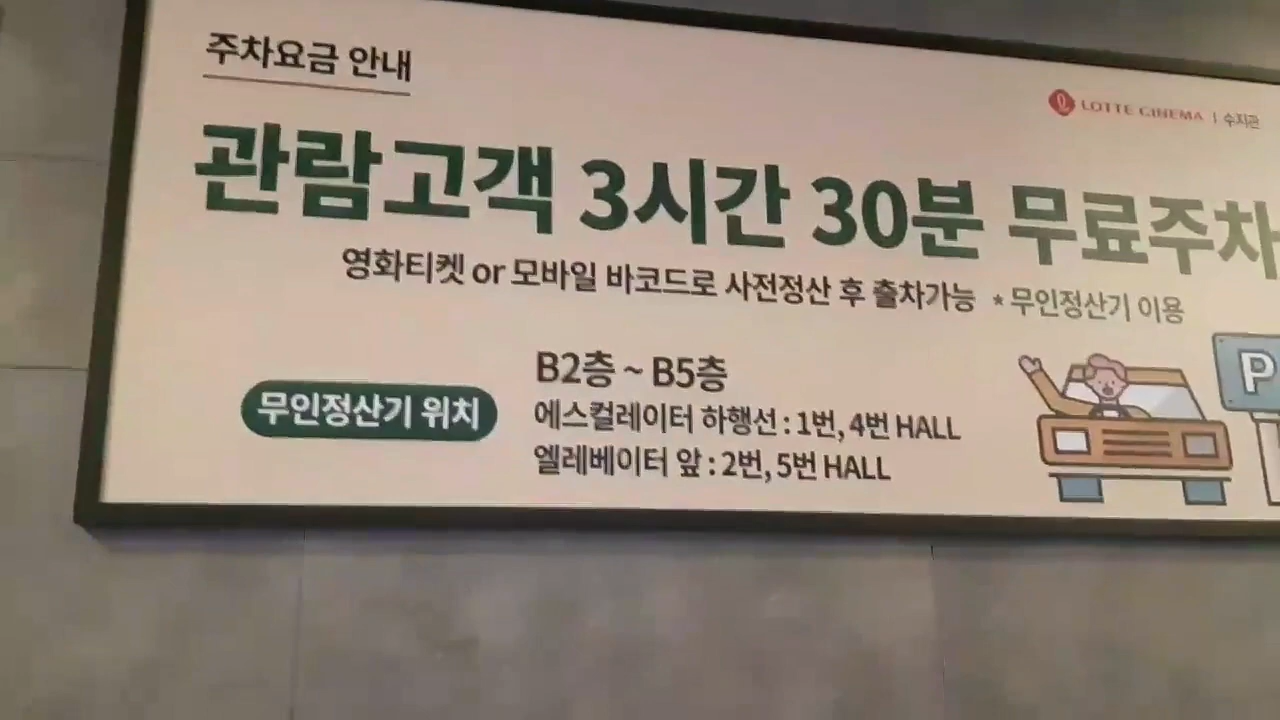 주차요금 안내
LOTTE CINEMA | 수지관
관람고객 3시간 30분 무료주차
영화티켓 or 모바일 바코드로 사전정산 후 출차가능 * 무인정산기 이용
무인정산기 위치
B2층 ~ B5층
에스컬레이터 하행선 : 1번, 4번 HALL
엘레베이터 앞 : 2번, 5번 HALL
P